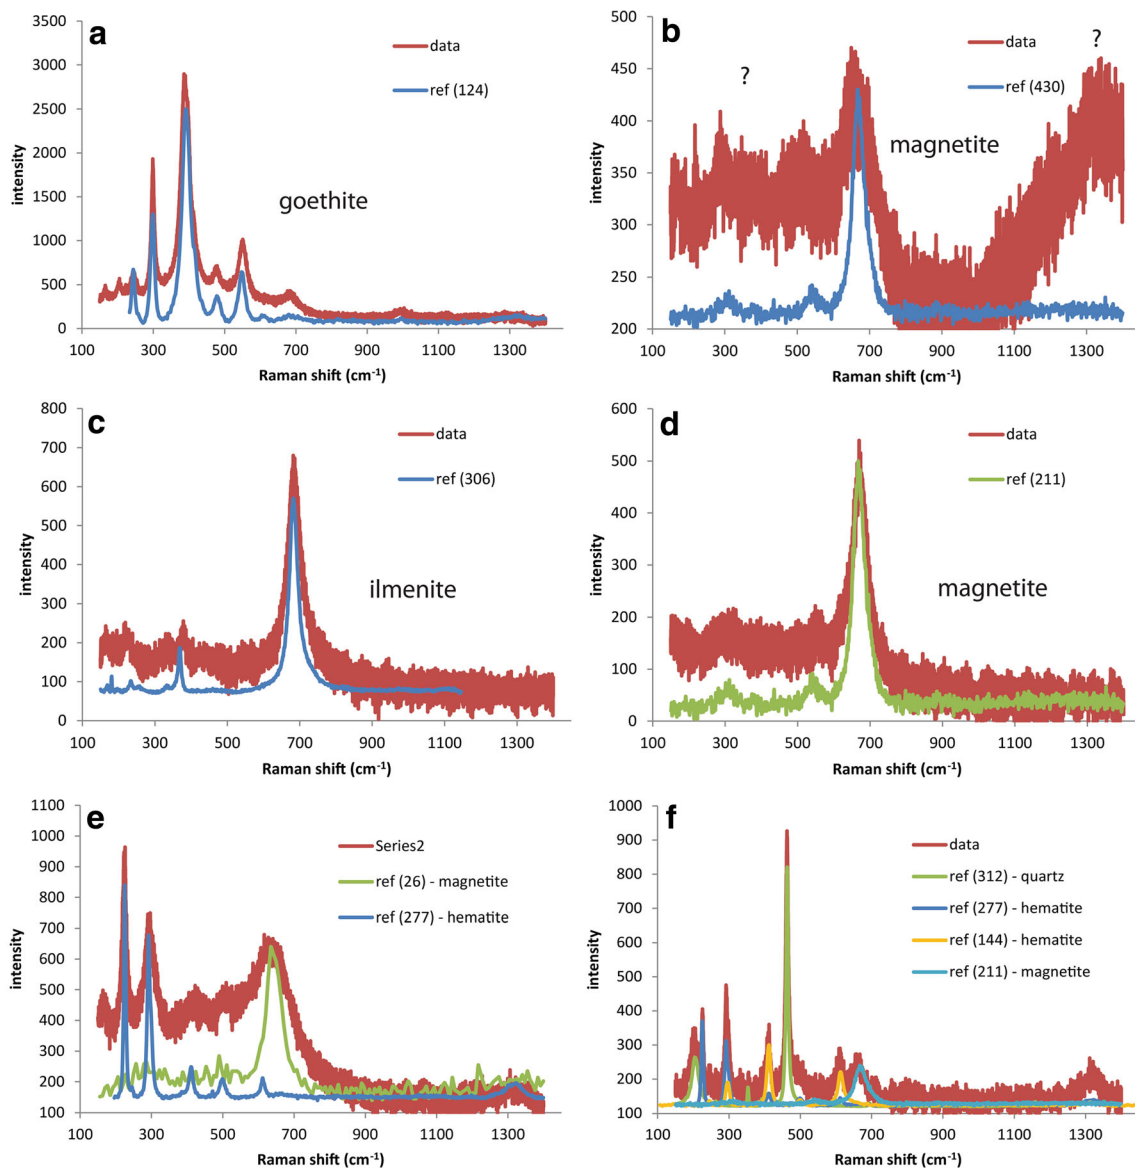 a
3500
3000
2500
2000
1500
1000
500
0
intensity
data
ref (124)
goethite
100 300 500 700 900 1100 1300
Raman shift (cm-1)
b
500
450
400
350
300
250
200
intensity
?
?
data
ref (430)
magnetite
100 300 500 700 900 1100 1300
Raman shift (cm-1)
c
800
700
600
500
400
300
200
100
0
intensity
data
ref (306)
ilmenite
100 300 500 700 900 1100 1300
Raman shift (cm-1)
d
600
500
400
300
200
100
0
intensity
data
ref (211)
magnetite
100 300 500 700 900 1100 1300
Raman shift (cm-1)
e
1100
1000
900
800
700
600
500
400
300
200
100
intensity
Series2
ref (26) - magnetite
ref (277) - hematite
100 300 500 700 900 1100 1300
Raman shift (cm-1)
f
1000
900
800
700
600
500
400
300
200
100
intensity
data
ref (312) - quartz
ref (277) - hematite
ref (144) - hematite
ref (211) - magnetite
100 300 500 700 900 1100 1300
Raman shift (cm-1)